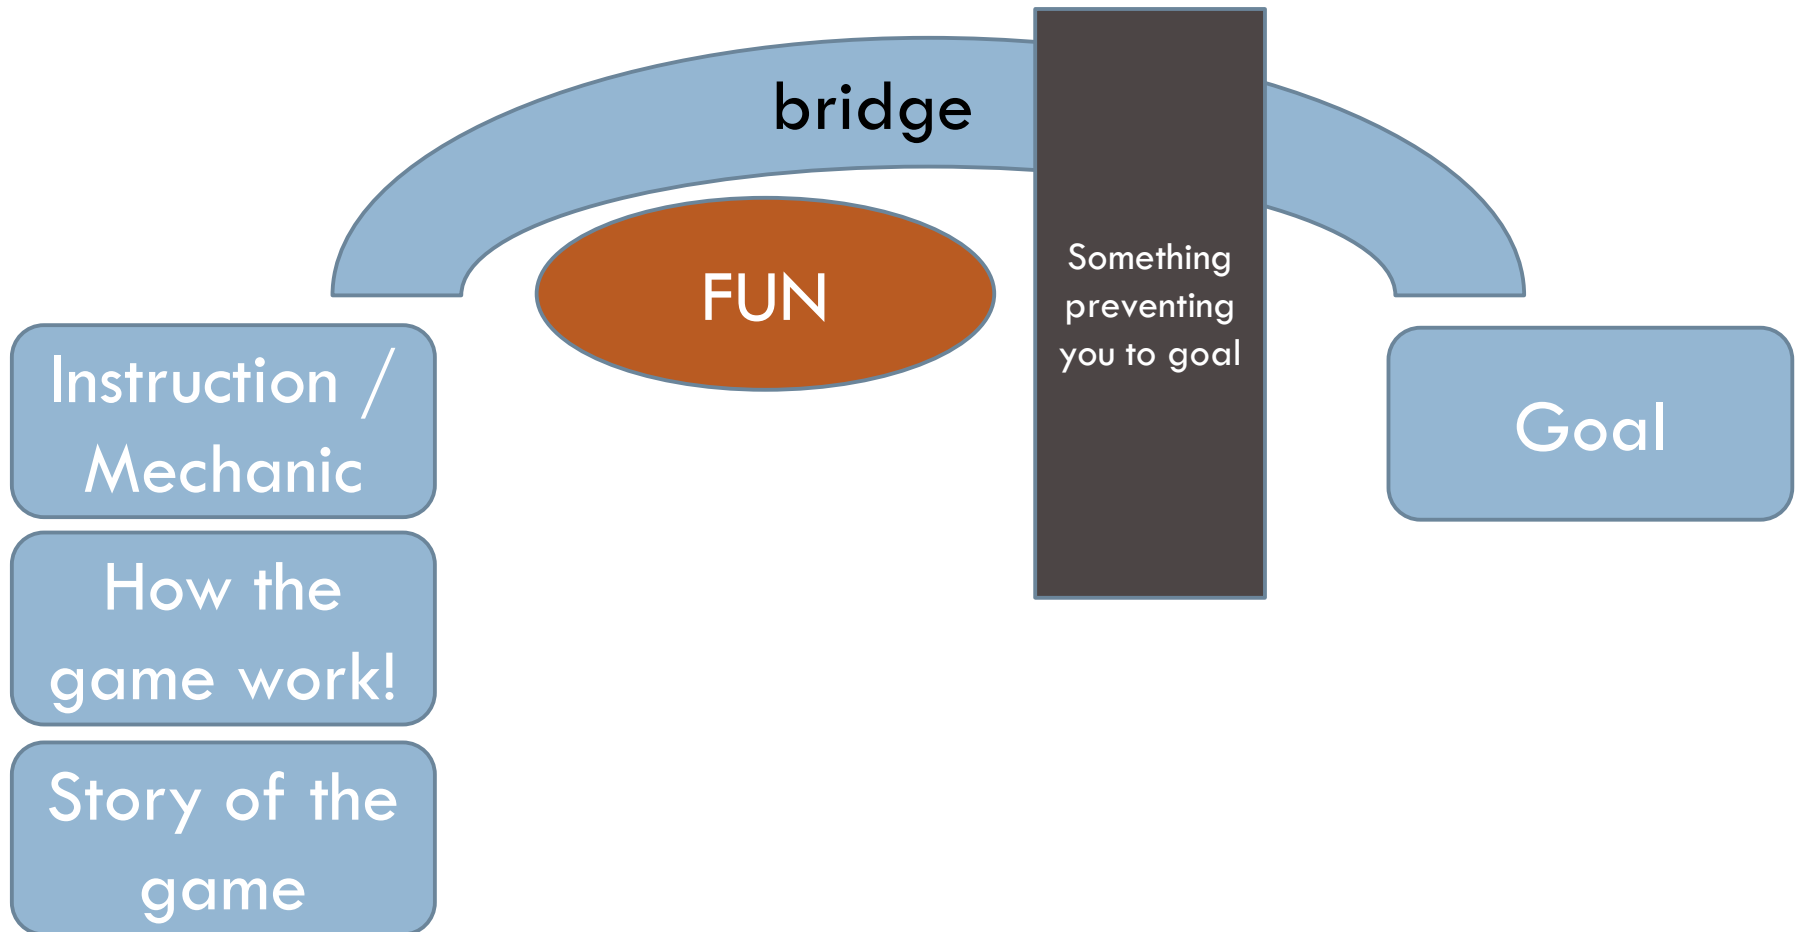 bridge
FUN
Something
preventing
you to goal
Instruction /
Mechanic
Goal
How the
game work!
Story of the
game